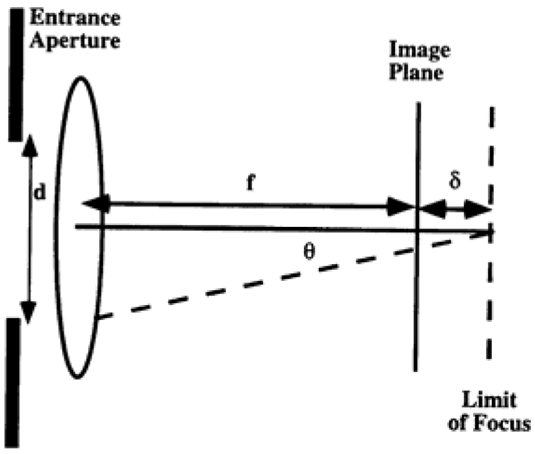 Entrance
Aperture
Image
Plane
d
f
δ
θ
Limit
of Focus